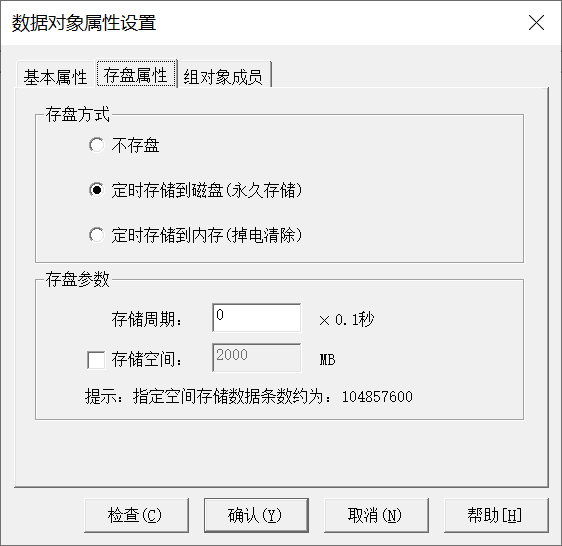 数据对象属性设置
基本属性 存盘属性 组对象成员
存盘方式
不存盘
定时存储到磁盘(永久存储)
定时存储到内存(掉电清除)
存盘参数
存储周期: 0 ×0.1秒
存储空间: 2000 MB
提示: 指定空间存储数据条数约为: 104857600
检查(C) 确认(Y) 取消(N) 帮助[H]